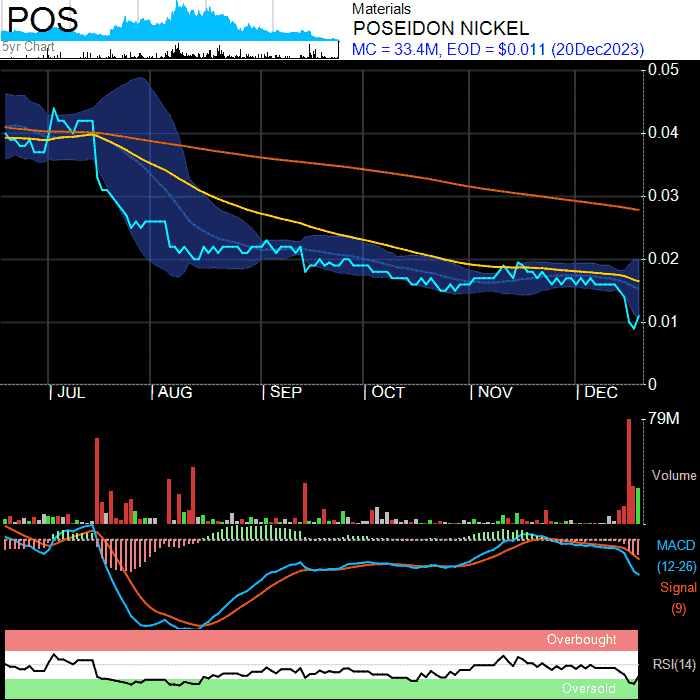 POS
5yr Chart
Materials
POSEIDON NICKEL
MC = 33.4M, EOD = $0.011 (20Dec2023)
0.05
0.04
0.03
0.02
0.01
0
| JUL | AUG | SEP | OCT | NOV | DEC
79M
Volume
MACD
(12-26)
Signal
(9)
Overbought
RSI(14)
Oversold